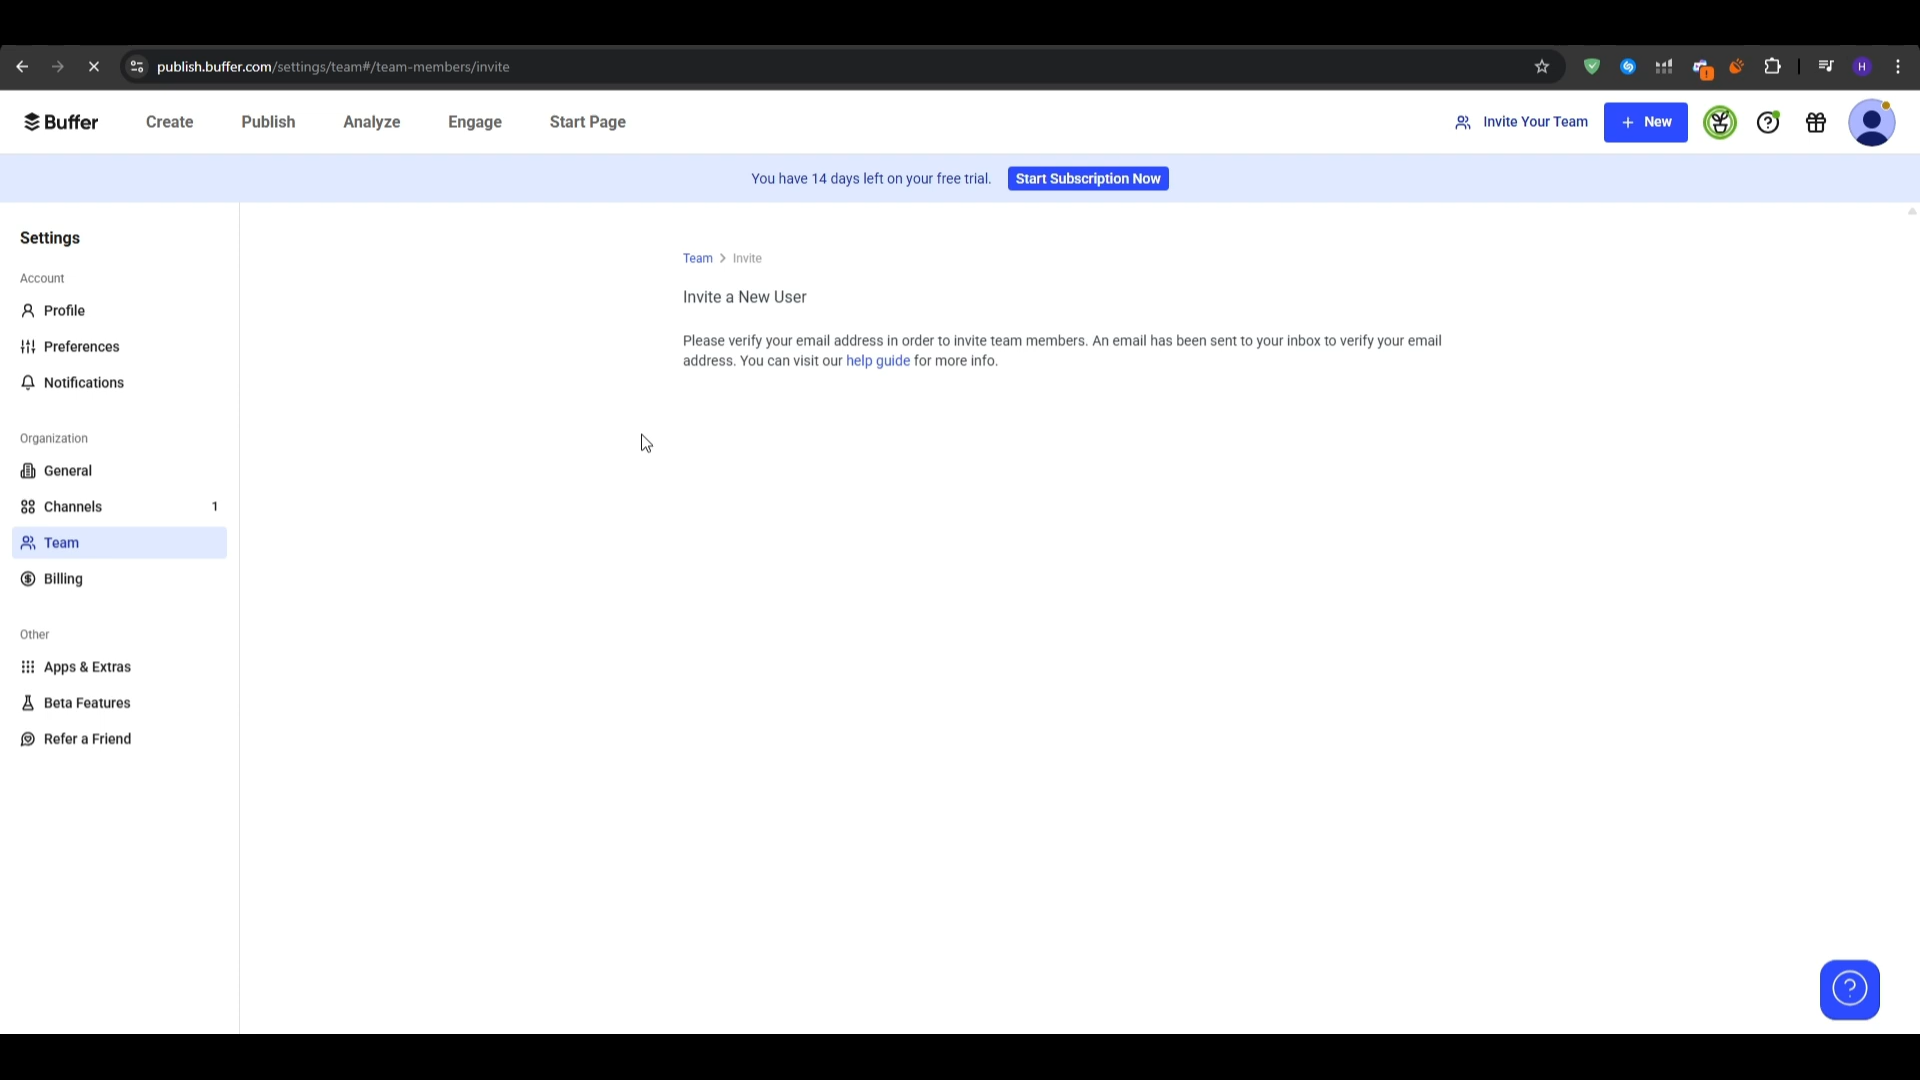 publish.buffer.com/settings/team#/team-members/invite
H
Buffer
Create
Publish
Analyze
Engage
Start Page
Invite Your Team
+ New
You have 14 days left on your free trial.
Start Subscription Now
Settings
Account
Profile
Preferences
Notifications
Organization
General
Channels 1
Team
Billing
Other
Apps & Extras
Beta Features
Refer a Friend
Team > Invite
Invite a New User
Please verify your email address in order to invite team members. An email has been sent to your inbox to verify your email
address. You can visit our help guide for more info.